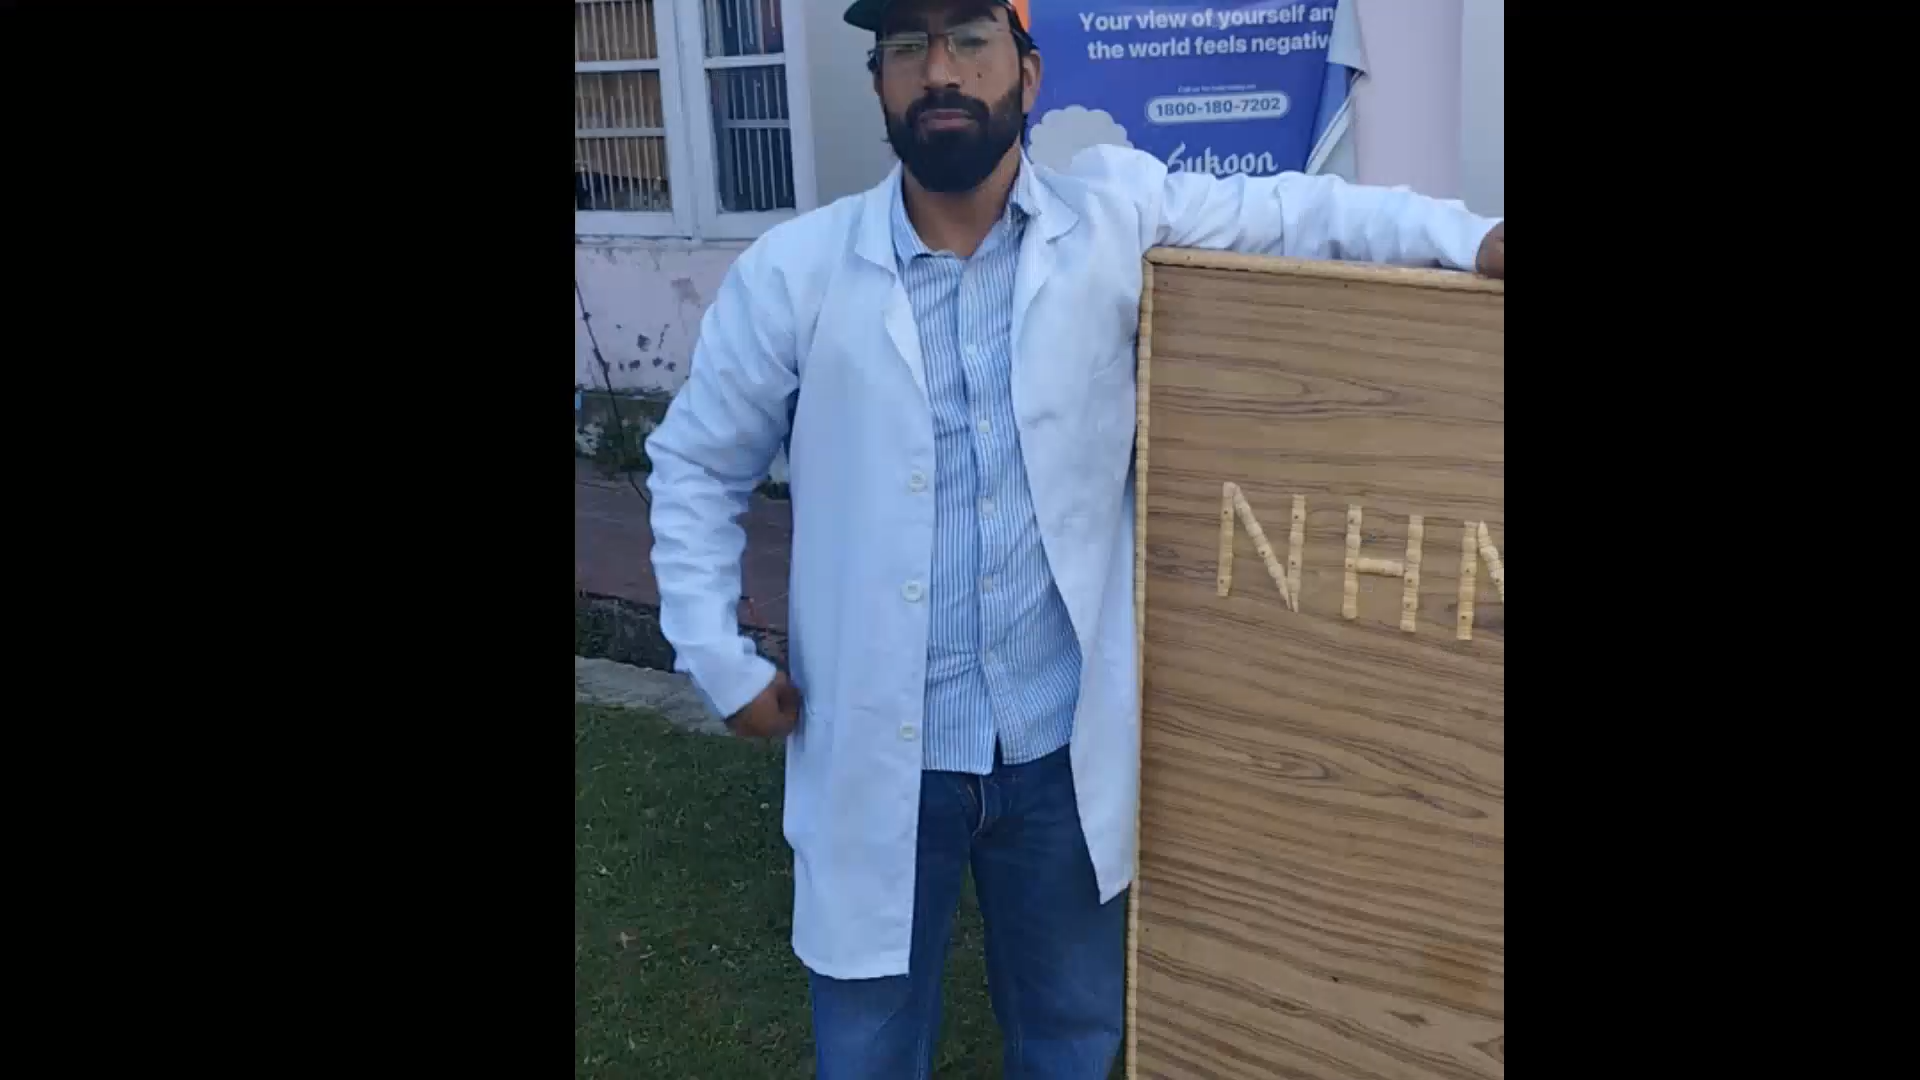 Your view of yourself an
the world feels negativ
1800-180-7202
Sukoon
NHM